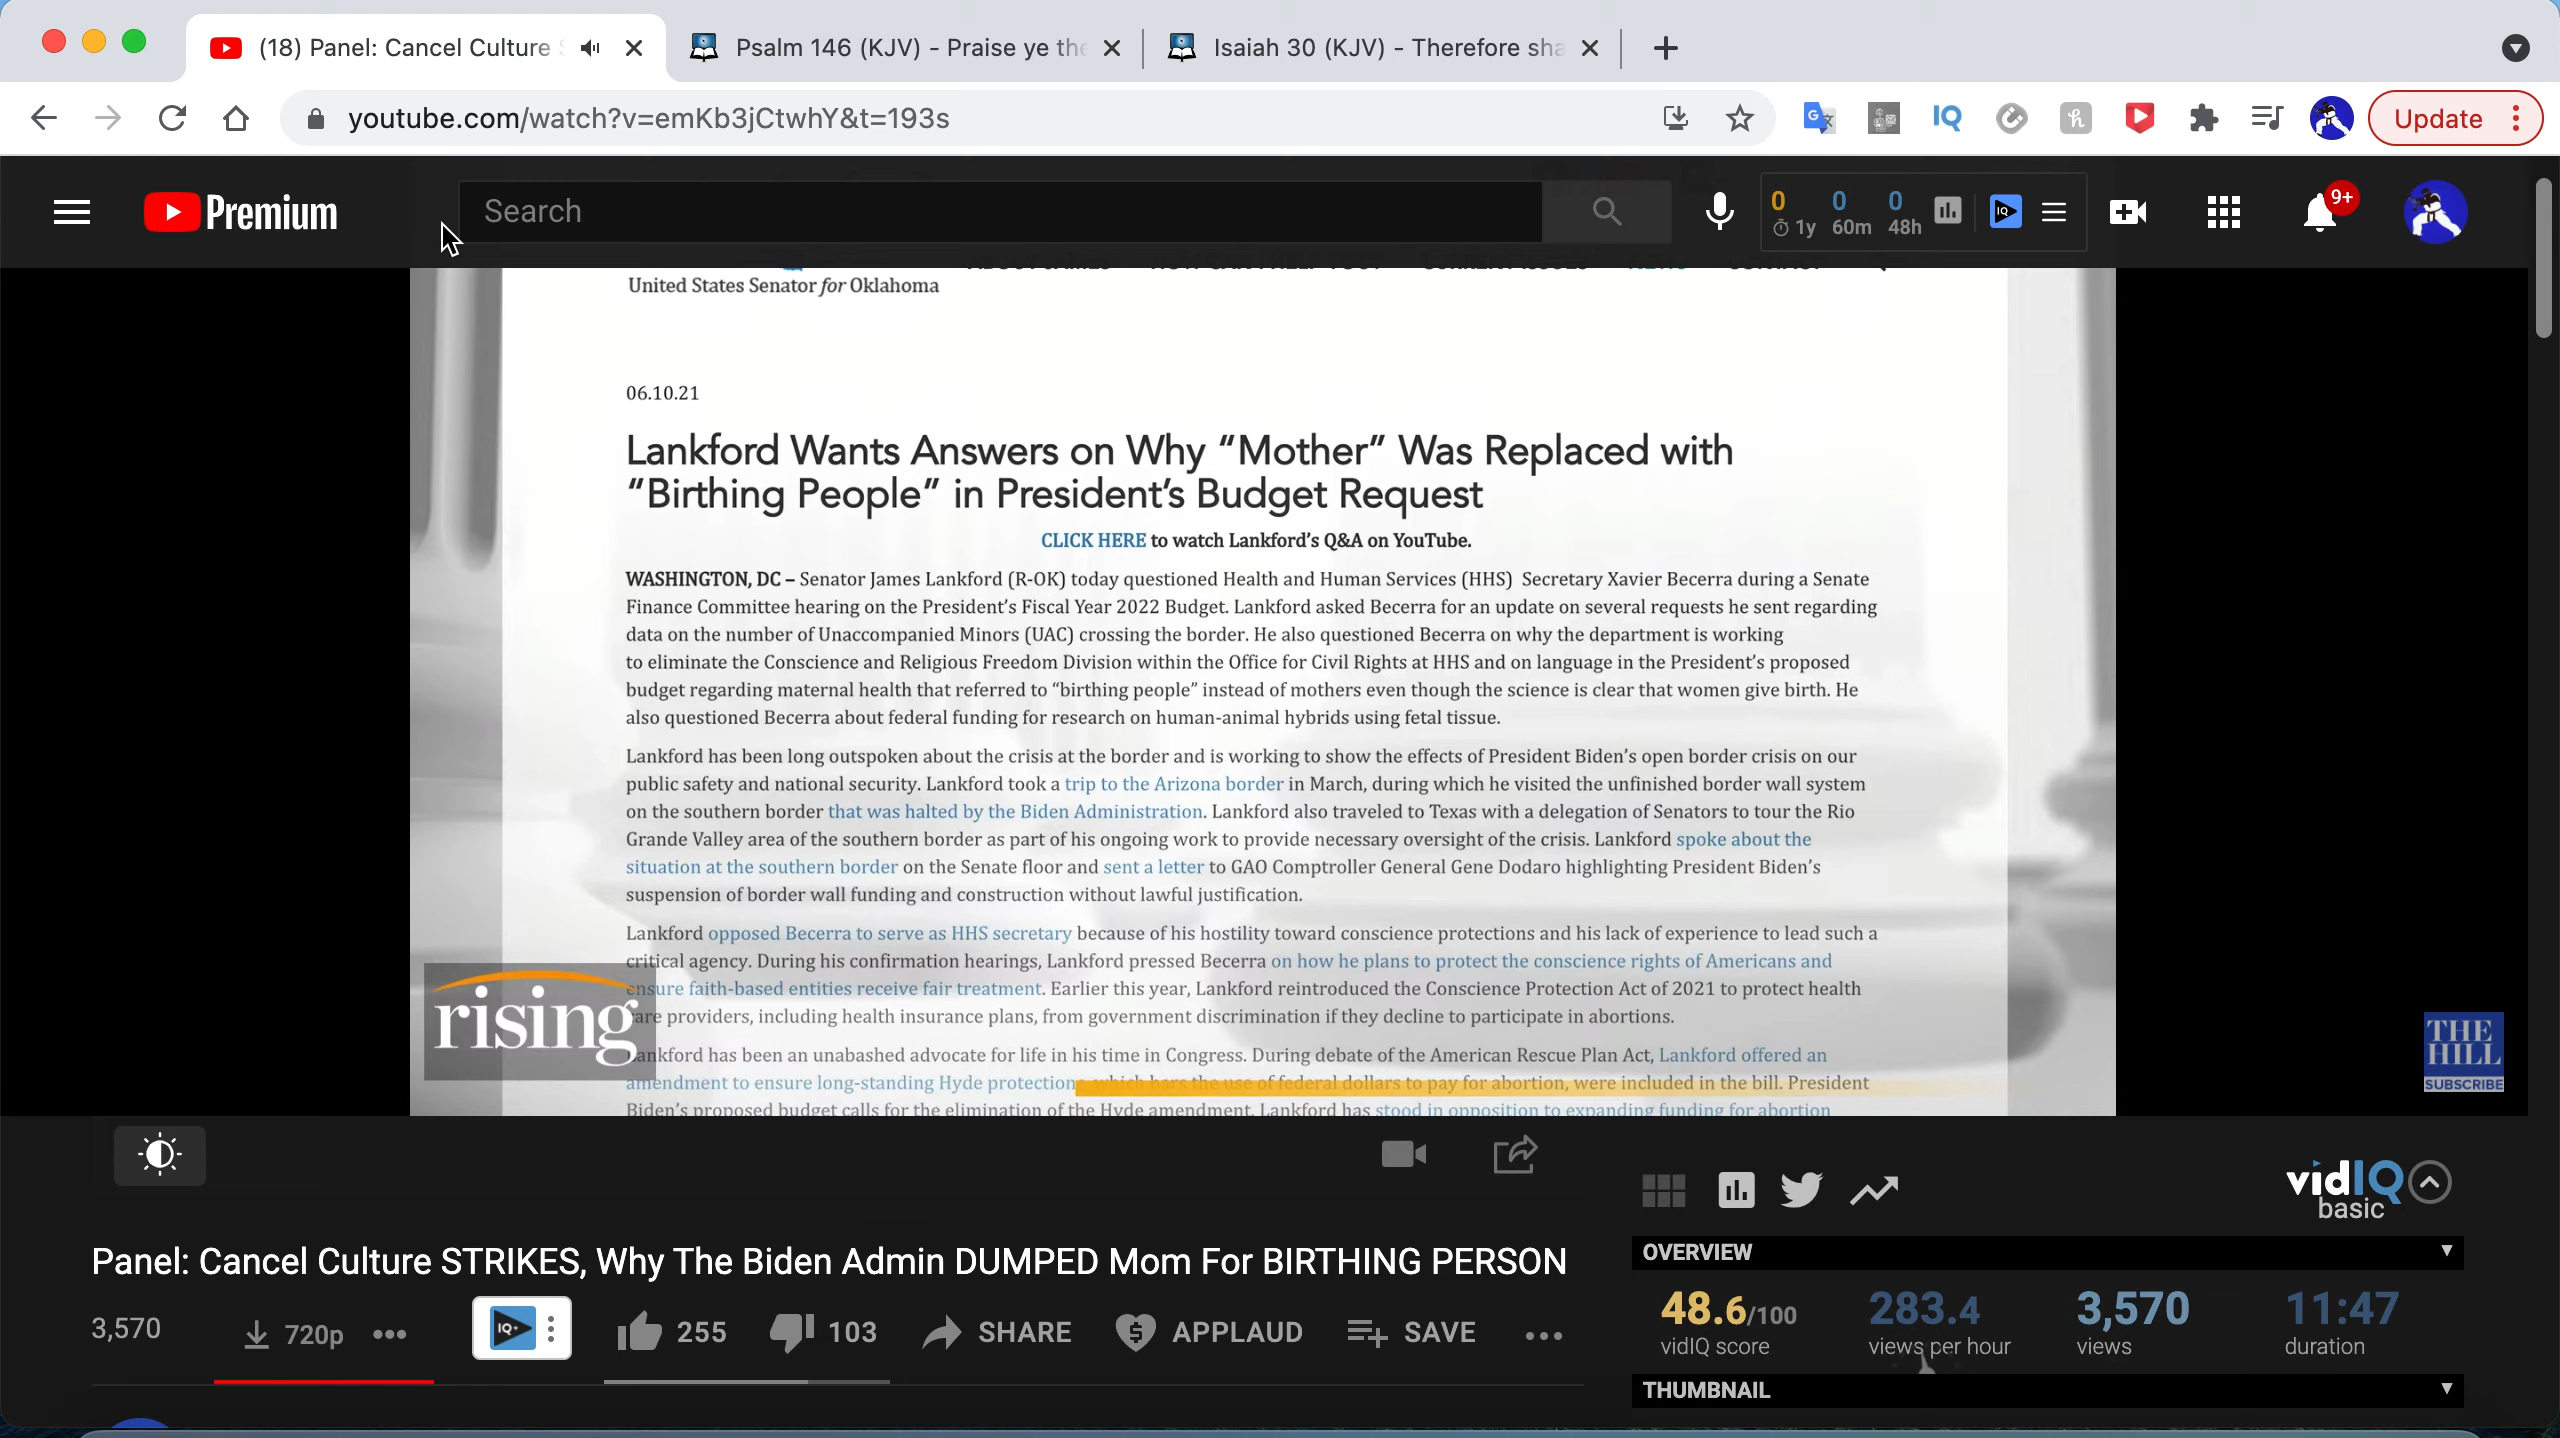 (18) Panel: Cancel Culture
Psalm 146 (KJV) - Praise ye the
Isaiah 30 (KJV) - Therefore sha
youtube.com/watch?v=emKb3jCtwhY&t=193s
IQ
Update
Premium
Search
0 0 0
1y 60m 48h
IQ
9+
United States Senator for Oklahoma
06.10.21
Lankford Wants Answers on Why “Mother” Was Replaced with
“Birthing People” in President’s Budget Request
CLICK HERE to watch Lankford’s Q&A on YouTube.
WASHINGTON, DC – Senator James Lankford (R-OK) today questioned Health and Human Services (HHS) Secretary Xavier Becerra during a Senate
Finance Committee hearing on the President’s Fiscal Year 2022 Budget. Lankford asked Becerra for an update on several requests he sent regarding
data on the number of Unaccompanied Minors (UAC) crossing the border. He also questioned Becerra on why the department is working
to eliminate the Conscience and Religious Freedom Division within the Office for Civil Rights at HHS and on language in the President’s proposed
budget regarding maternal health that referred to “birthing people” instead of mothers even though the science is clear that women give birth. He
also questioned Becerra about federal funding for research on human-animal hybrids using fetal tissue.
Lankford has been long outspoken about the crisis at the border and is working to show the effects of President Biden’s open border crisis on our
public safety and national security. Lankford took a trip to the Arizona border in March, during which he visited the unfinished border wall system
on the southern border that was halted by the Biden Administration. Lankford also traveled to Texas with a delegation of Senators to tour the Rio
Grande Valley area of the southern border as part of his ongoing work to provide necessary oversight of the crisis. Lankford spoke about the
situation at the southern border on the Senate floor and sent a letter to GAO Comptroller General Gene Dodaro highlighting President Biden’s
suspension of border wall funding and construction without lawful justification.
Lankford opposed Becerra to serve as HHS secretary because of his hostility toward conscience protections and his lack of experience to lead such a
critical agency. During his confirmation hearings, Lankford pressed Becerra on how he plans to protect the conscience rights of Americans and
ensure faith-based entities receive fair treatment. Earlier this year, Lankford reintroduced the Conscience Protection Act of 2021 to protect health
care providers, including health insurance plans, from government discrimination if they decline to participate in abortions.
Lankford has been an unabashed advocate for life in his time in Congress. During debate of the American Rescue Plan Act, Lankford offered an
amendment to ensure long-standing Hyde protections, which bars the use of federal dollars to pay for abortion, were included in the bill. President
Biden’s proposed budget calls for the elimination of the Hyde amendment. Lankford has stood in opposition to expanding funding for abortion
rising
THE
HILL
SUBSCRIBE
Panel: Cancel Culture STRIKES, Why The Biden Admin DUMPED Mom For BIRTHING PERSON
3,570
720p
IQ+
255
103
SHARE
APPLAUD
SAVE
vidIQ
basic
OVERVIEW
48.6/100 283.4 3,570 11:47
vidIQ score views per hour views duration
THUMBNAIL